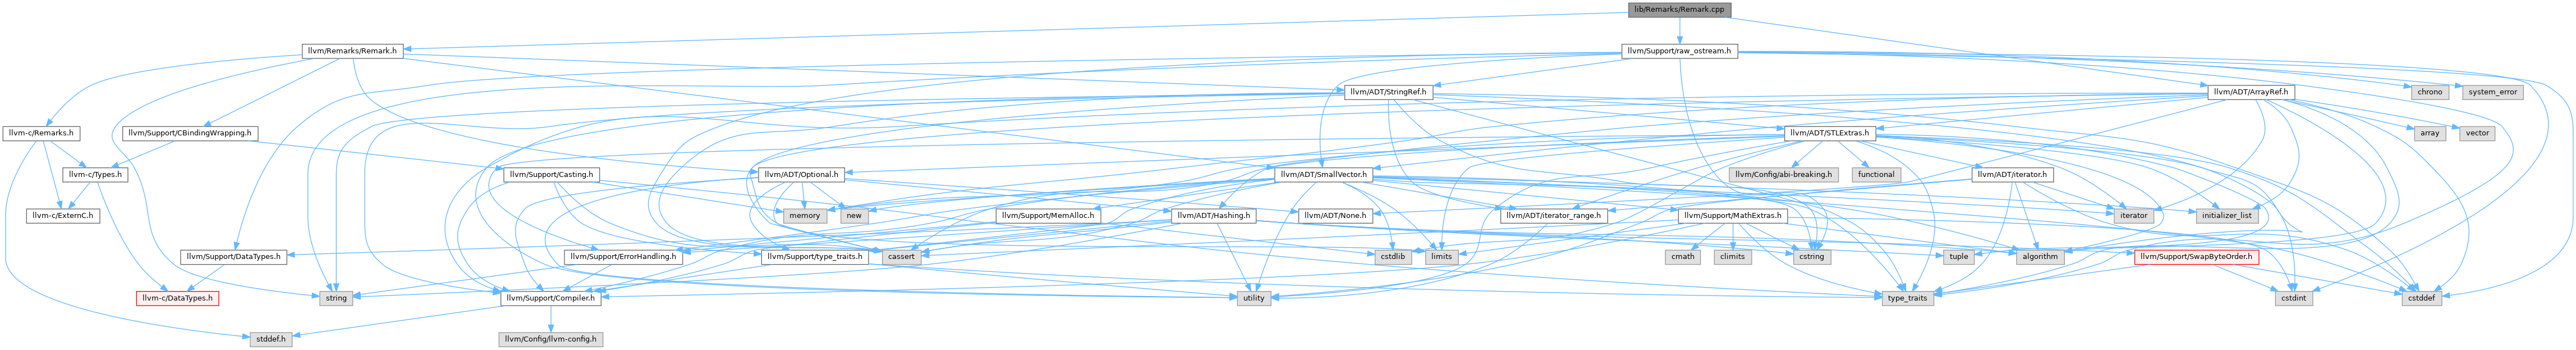 lib/Remarks/Remark.cpp
llvm/Remarks/Remark.h
llvm/Support/raw_ostream.h
llvm/ADT/StringRef.h
llvm/ADT/ArrayRef.h
chrono
system_error
llvm-c/Remarks.h
llvm/Support/CBindingWrapping.h
llvm/ADT/STLExtras.h
array
vector
llvm-c/Types.h
llvm/Support/Casting.h
llvm/ADT/Optional.h
llvm/ADT/SmallVector.h
llvm/Config/abi-breaking.h
functional
llvm/ADT/iterator.h
llvm-c/ExternC.h
memory
new
llvm/Support/MemAlloc.h
llvm/ADT/Hashing.h
llvm/ADT/None.h
llvm/ADT/iterator_range.h
llvm/Support/MathExtras.h
iterator
initializer_list
llvm/Support/DataTypes.h
llvm/Support/ErrorHandling.h
llvm/Support/type_traits.h
cassert
cstdlib
limits
cmath
climits
cstring
tuple
algorithm
llvm/Support/SwapByteOrder.h
llvm-c/DataTypes.h
string
llvm/Support/Compiler.h
utility
type_traits
cstdint
cstddef
stddef.h
llvm/Config/llvm-config.h